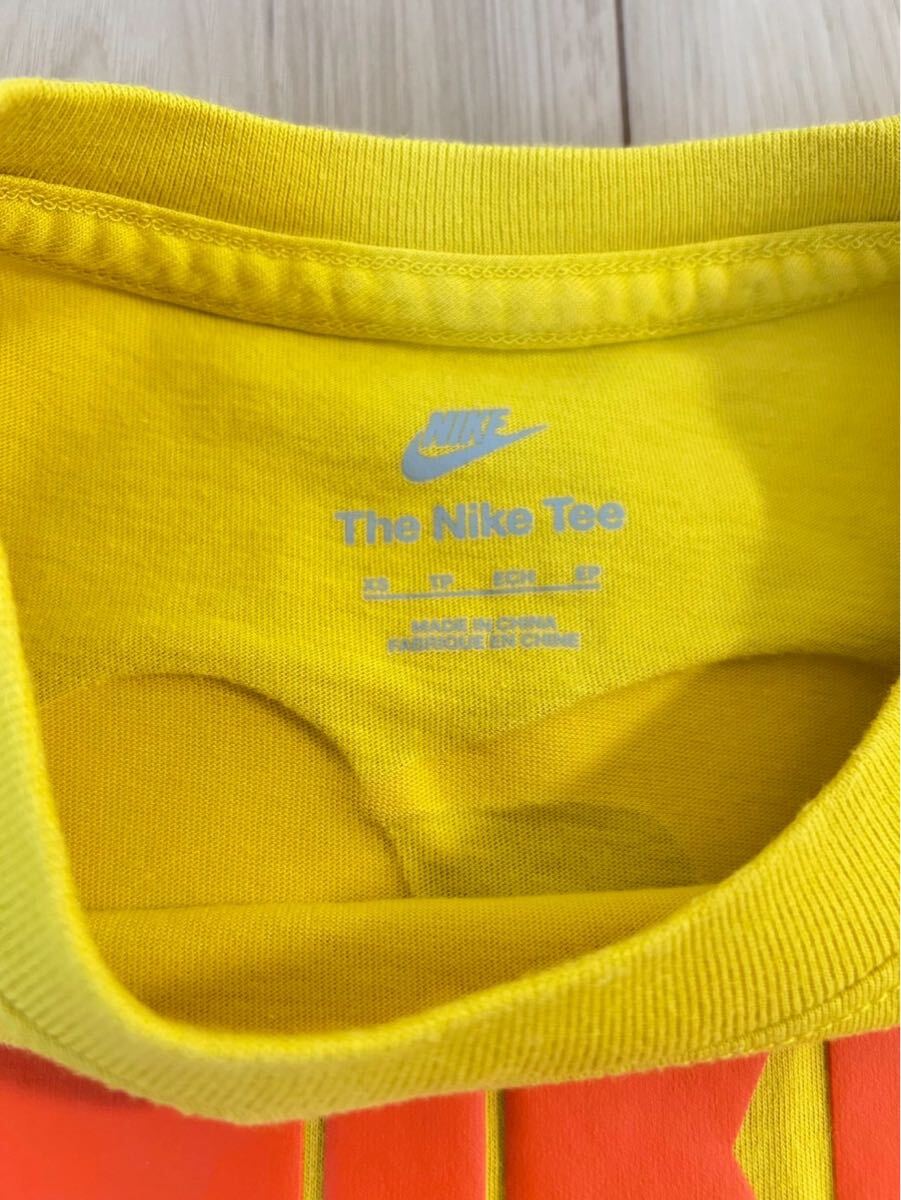 NIKE
The Nike Tee
XS TP ECH EP
MADE IN CHINA
FABRIQUÉ EN CHINE